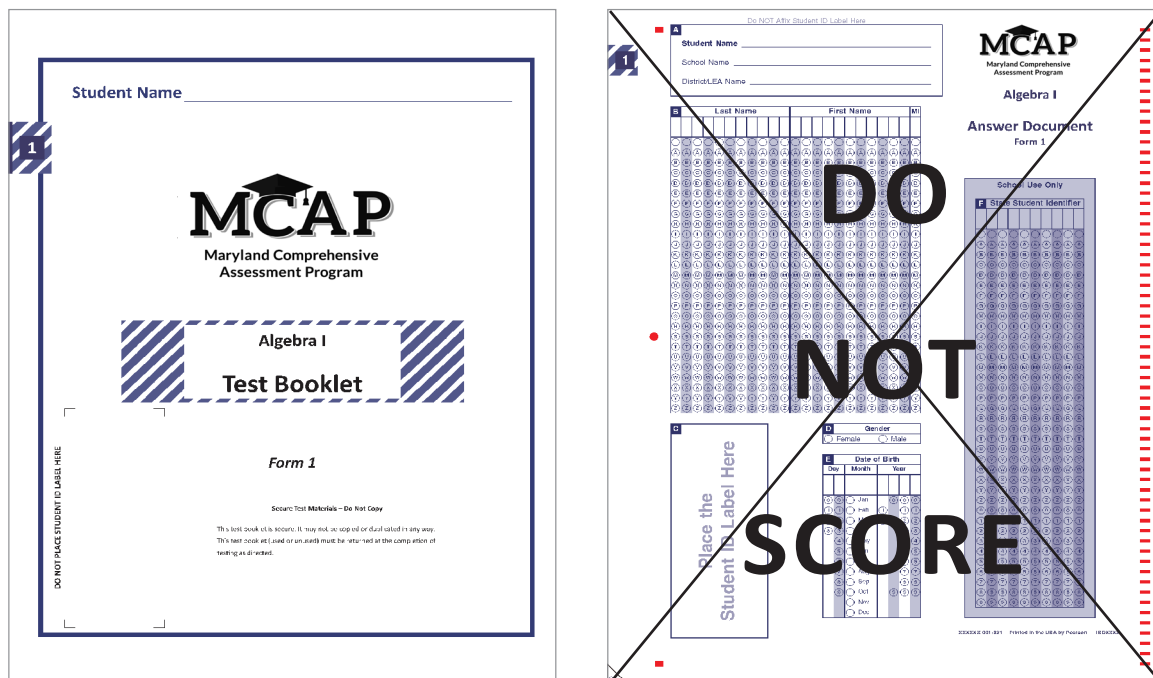 Student Name
1
MCAP
Maryland Comprehensive
Assessment Program
Algebra I
Test Booklet
Form 1
Secure Test Materials – Do Not Copy
This test booklet is secure. It may not be copied or duplicated in any way.
This test booklet (used or unused) must be returned at the completion of
testing as directed.
DO NOT PLACE STUDENT ID LABEL HERE
Do NOT Affix Student ID Label Here
A
Student Name
School Name
District/LEA Name
1
MCAP
Maryland Comprehensive
Assessment Program
Algebra I
Answer Document
Form 1
B Last Name First Name MI
School Use Only
F State Student Identifier
DO
NOT
SCORE
C
Place the
Student ID Label Here
D Gender
Female Male
E Date of Birth
Day Month Year
Jan
Feb
Sep
Oct
Nov
Dec
Printed in the USA by Pearson